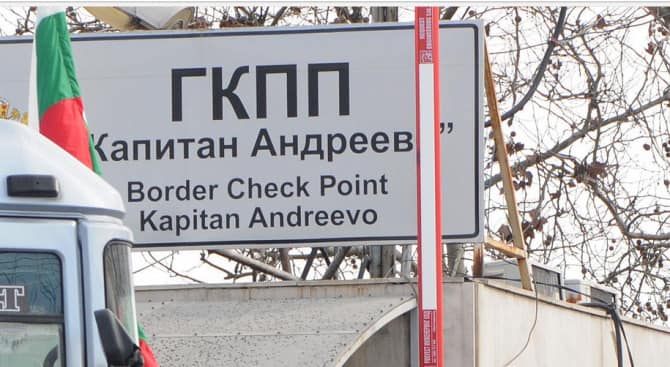 ГКПП
"Капитан Андреев ”
Border Check Point
Kapitan Andreevo